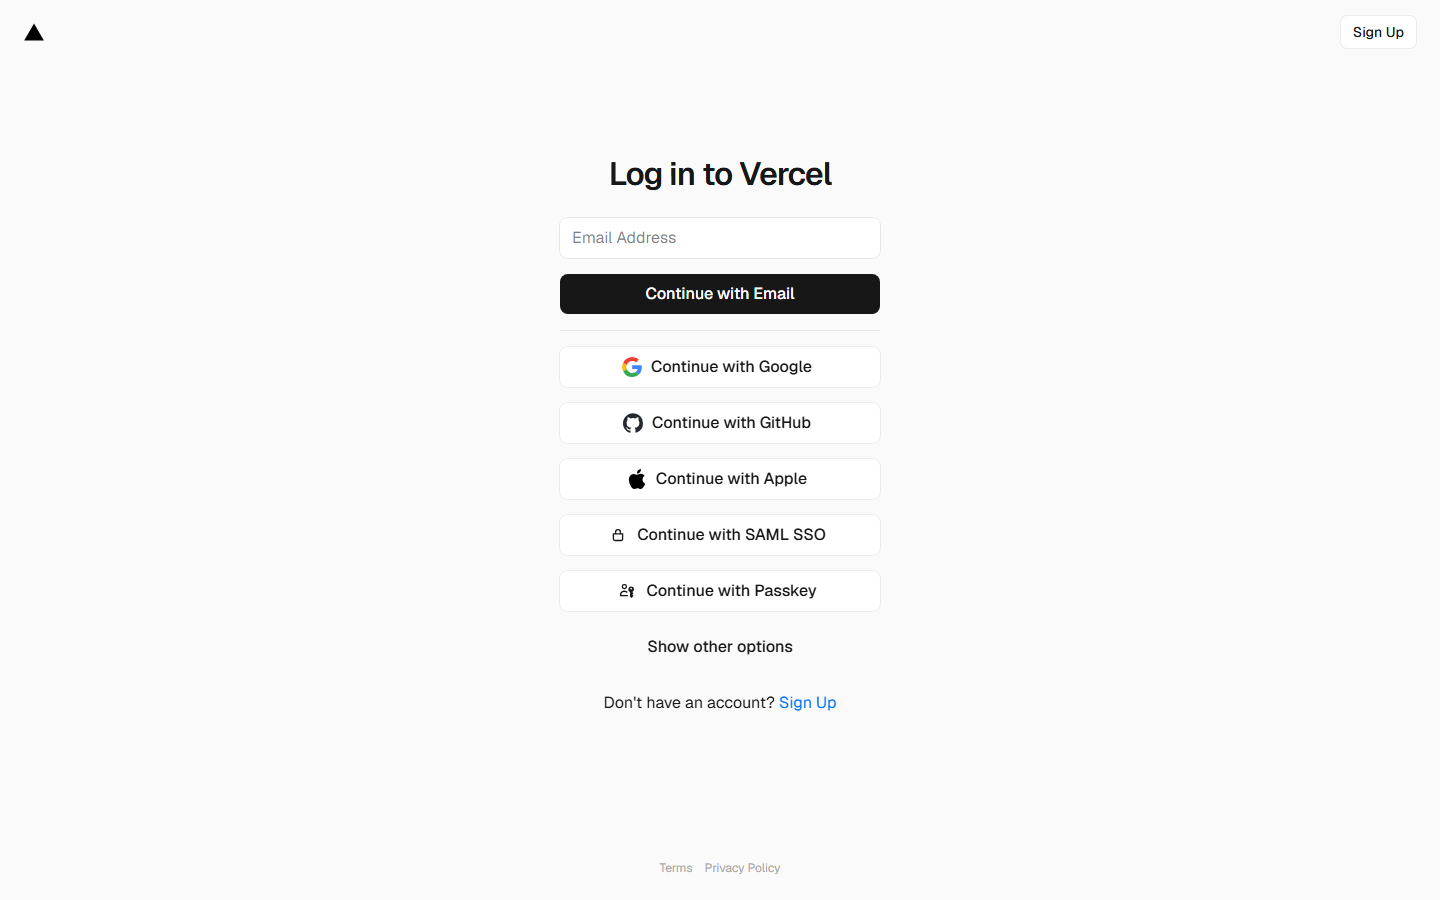 Sign Up
Log in to Vercel
Email Address
Continue with Email
Continue with Google
Continue with GitHub
Continue with Apple
Continue with SAML SSO
Continue with Passkey
Show other options
Don't have an account? Sign Up
Terms Privacy Policy